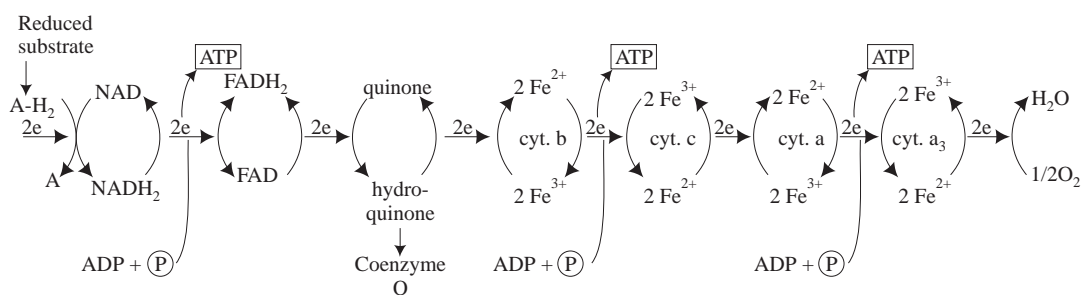 Reduced
substrate
A-H₂
2e
A
NAD
NADH₂
2e
ATP
ADP + P
FADH₂
FAD
2e
quinone
hydro-
quinone
Coenzyme
Q
2e
2 Fe²⁺
cyt. b
2 Fe³⁺
2e
ATP
ADP + P
2 Fe³⁺
cyt. c
2 Fe²⁺
2e
2 Fe²⁺
cyt. a
2 Fe³⁺
2e
ATP
ADP + P
2 Fe³⁺
cyt. a₃
2 Fe²⁺
2e
H₂O
1/2O₂